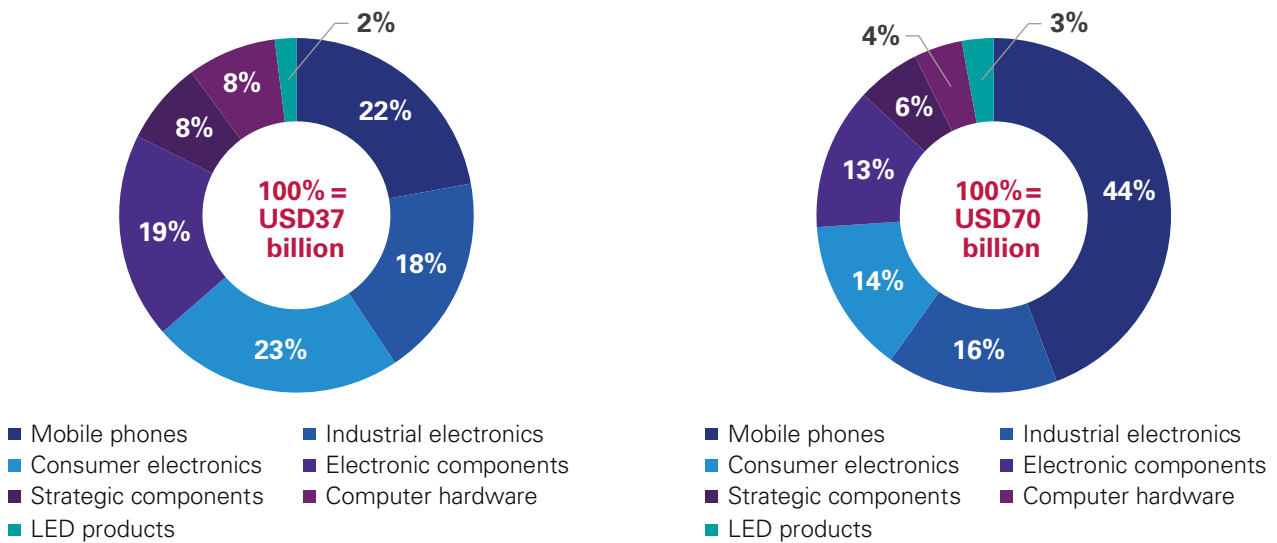 2%
22%
18%
23%
19%
8%
8%
100% =
USD37
billion
Mobile phones
Industrial electronics
Consumer electronics
Electronic components
Strategic components
Computer hardware
LED products
3%
44%
16%
14%
13%
6%
4%
100% =
USD70
billion
Mobile phones
Industrial electronics
Consumer electronics
Electronic components
Strategic components
Computer hardware
LED products